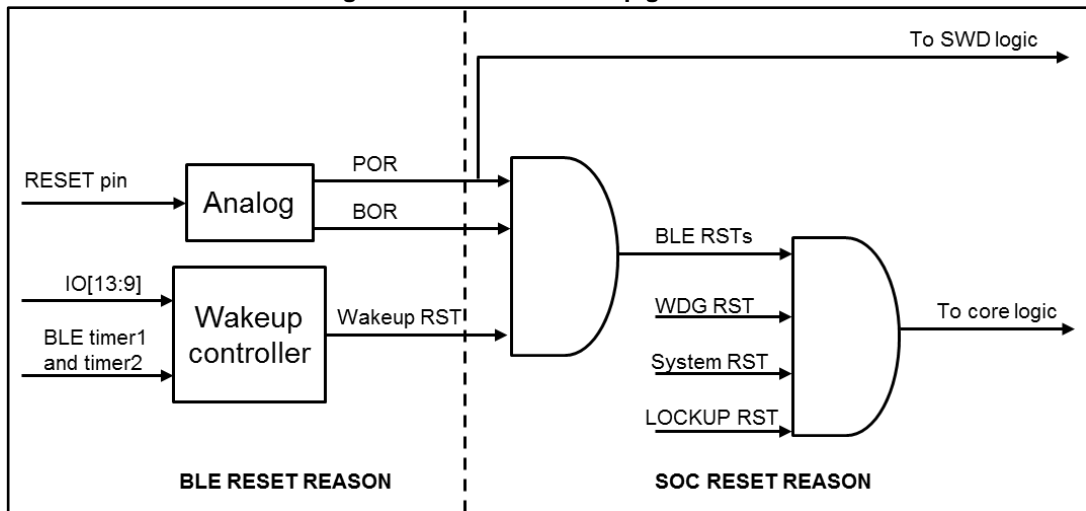 To SWD logic
RESET pin
Analog
POR
BOR
IO[13:9]
BLE timer1
and timer2
Wakeup
controller
Wakeup RST
BLE RSTs
WDG RST
System RST
LOCKUP RST
To core logic
BLE RESET REASON
SOC RESET REASON